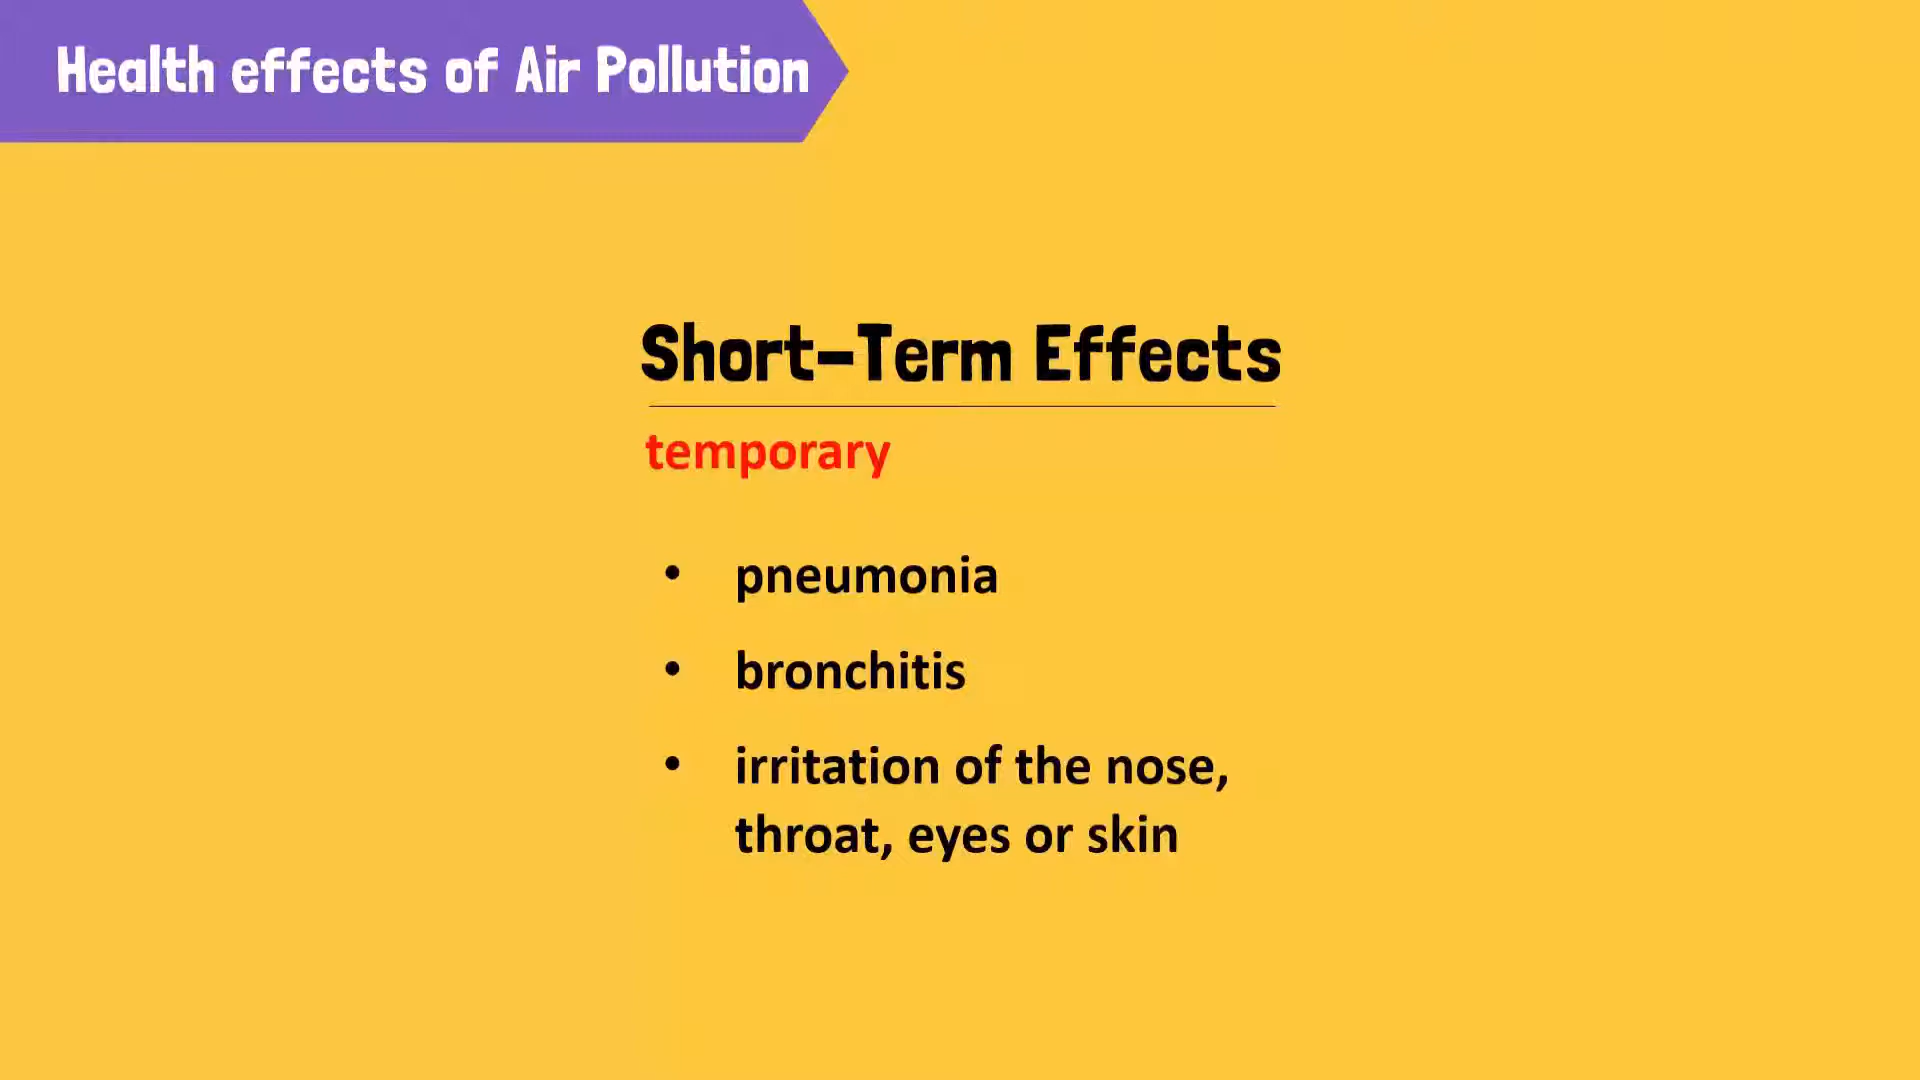 Health effects of Air Pollution
Short-Term Effects
temporary
• pneumonia
• bronchitis
• irritation of the nose,
throat, eyes or skin